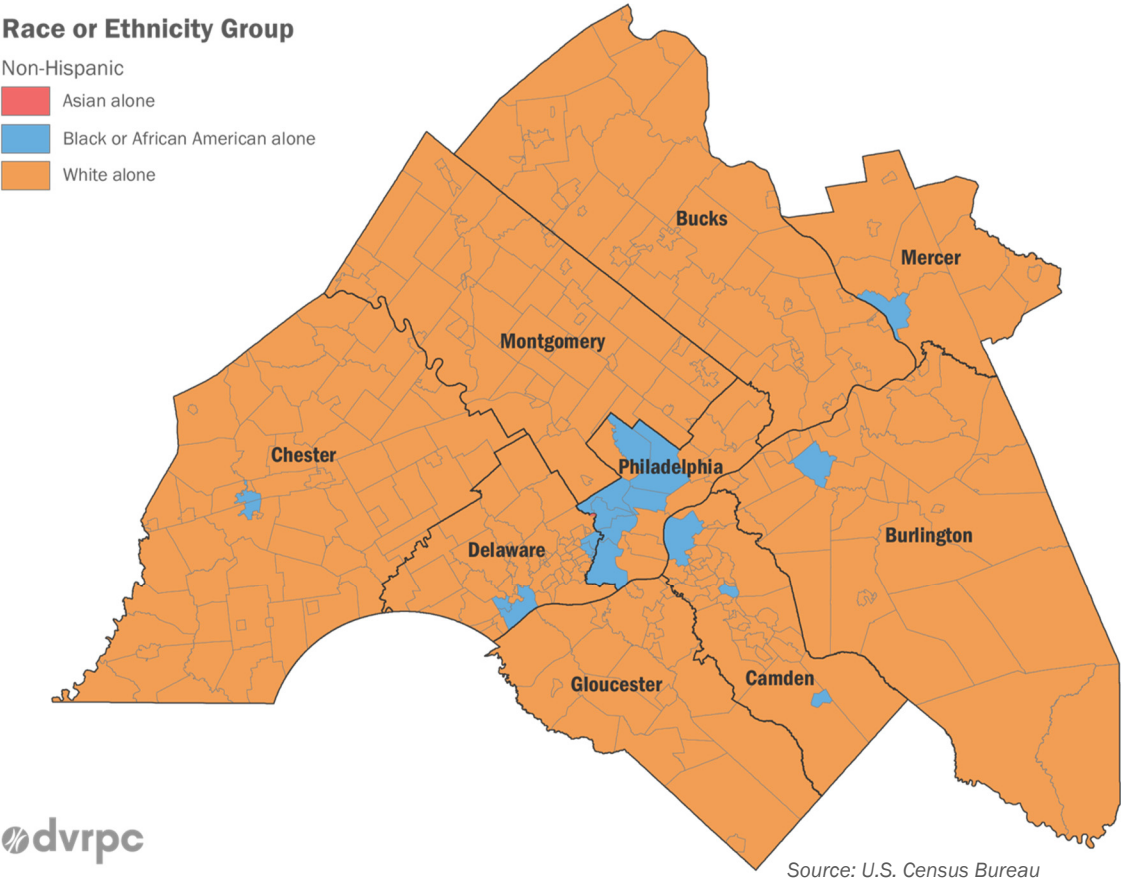 Race or Ethnicity Group
Non-Hispanic
Asian alone
Black or African American alone
White alone
Bucks
Mercer
Montgomery
Chester
Philadelphia
Burlington
Delaware
Camden
Gloucester
dvrpc
Source: U.S. Census Bureau